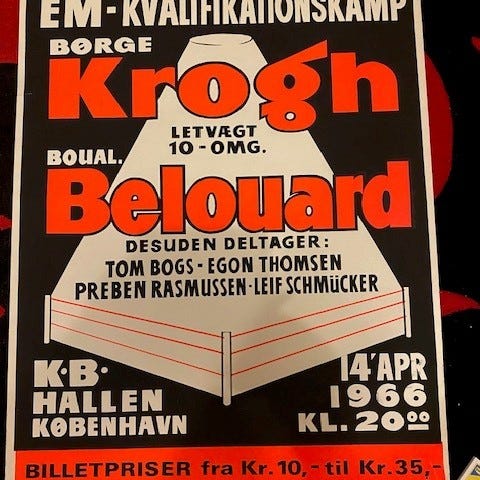 EM - KVALIFIKATIONSKAMP
BØRGE
Krogh
LETVÆGT
10 - OMG.
BOUAL.
Belouard
DESUDEN DELTAGER:
TOM BOGS - EGON THOMSEN
PREBEN RASMUSSEN · LEIF SCHMÜCKER
K·B·
HALLEN
KØBENHAVN
14' APR
1966
KL. 20⁰⁰
BILLETPRISER fra Kr. 10,- til Kr. 35,-